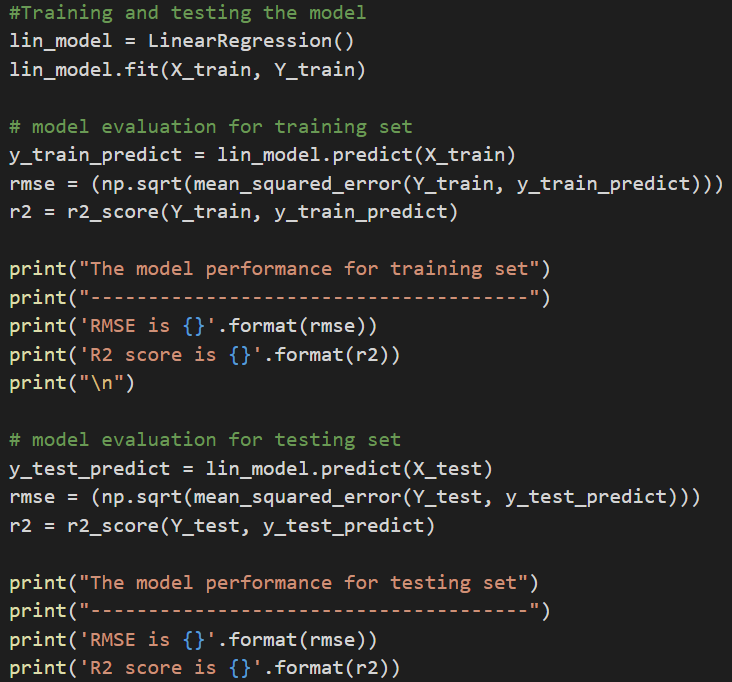 #Training and testing the model
lin_model = LinearRegression()
lin_model.fit(X_train, Y_train)

# model evaluation for training set
y_train_predict = lin_model.predict(X_train)
rmse = (np.sqrt(mean_squared_error(Y_train, y_train_predict)))
r2 = r2_score(Y_train, y_train_predict)

print("The model performance for training set")
print("--------------------------------------")
print('RMSE is {}'.format(rmse))
print('R2 score is {}'.format(r2))
print("\n")

# model evaluation for testing set
y_test_predict = lin_model.predict(X_test)
rmse = (np.sqrt(mean_squared_error(Y_test, y_test_predict)))
r2 = r2_score(Y_test, y_test_predict)

print("The model performance for testing set")
print("--------------------------------------")
print('RMSE is {}'.format(rmse))
print('R2 score is {}'.format(r2))